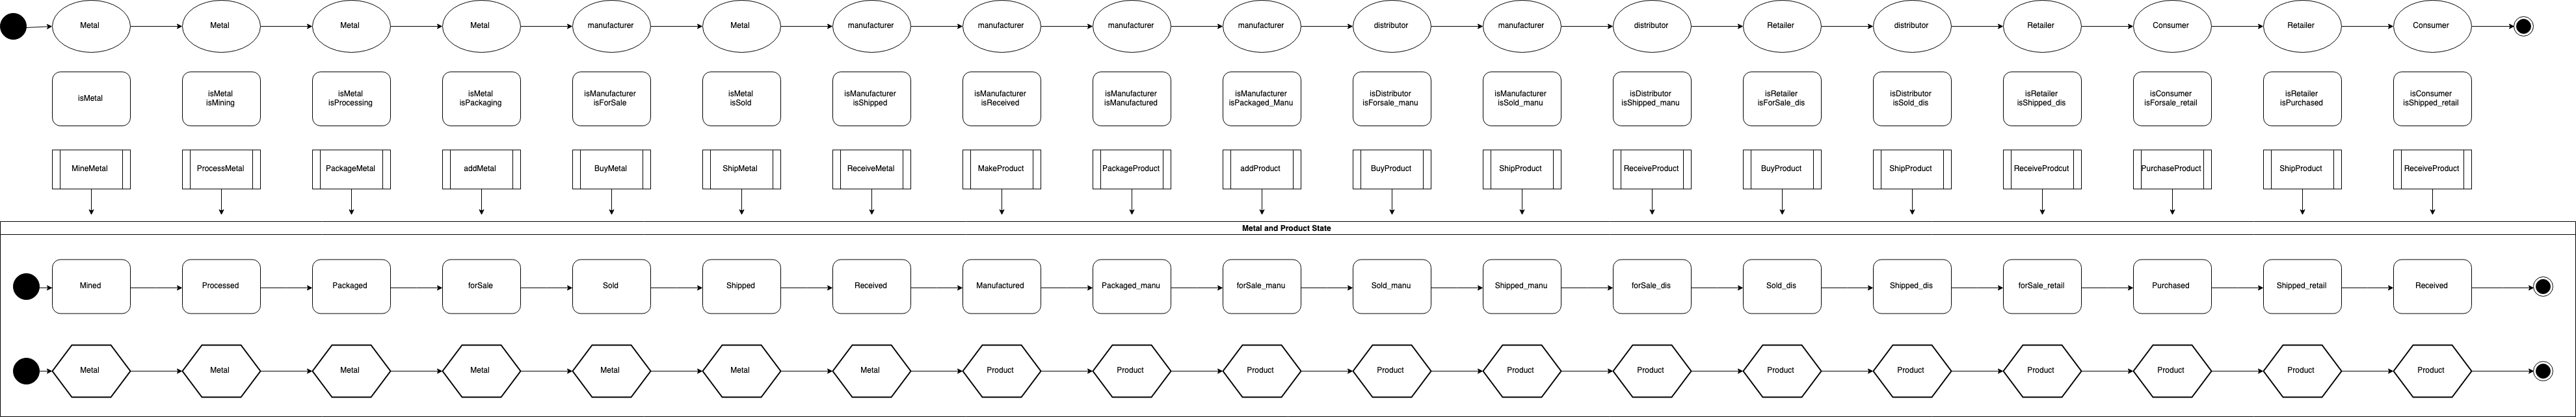 Metal
Metal
Metal
Metal
manufacturer
Metal
manufacturer
manufacturer
manufacturer
manufacturer
distributor
manufacturer
distributor
Retailer
distributor
Retailer
Consumer
Retailer
Consumer
isMetal
isMetal
isMining
isMetal
isProcessing
isMetal
isPackaging
isManufacturer
isForSale
isMetal
isSold
isManufacturer
isShipped
isManufacturer
isReceived
isManufacturer
isManufactured
isManufacturer
isPackaged_Manu
isDistributor
isForsale_manu
isManufacturer
isSold_manu
isDistributor
isShipped_manu
isRetailer
isForSale_dis
isDistributor
isSold_dis
isRetailer
isShipped_dis
isConsumer
isForsale_retail
isRetailer
isPurchased
isConsumer
isShipped_retail
MineMetal
ProcessMetal
PackageMetal
addMetal
BuyMetal
ShipMetal
ReceiveMetal
MakeProduct
PackageProduct
addProduct
BuyProduct
ShipProduct
ReceiveProduct
BuyProduct
ShipProduct
ReceiveProdcut
PurchaseProduct
ShipProduct
ReceiveProduct
Metal and Product State
Mined
Processed
Packaged
forSale
Sold
Shipped
Received
Manufactured
Packaged_manu
forSale_manu
Sold_manu
Shipped_manu
forSale_dis
Sold_dis
Shipped_dis
forSale_retail
Purchased
Shipped_retail
Received
Metal
Metal
Metal
Metal
Metal
Metal
Metal
Product
Product
Product
Product
Product
Product
Product
Product
Product
Product
Product
Product